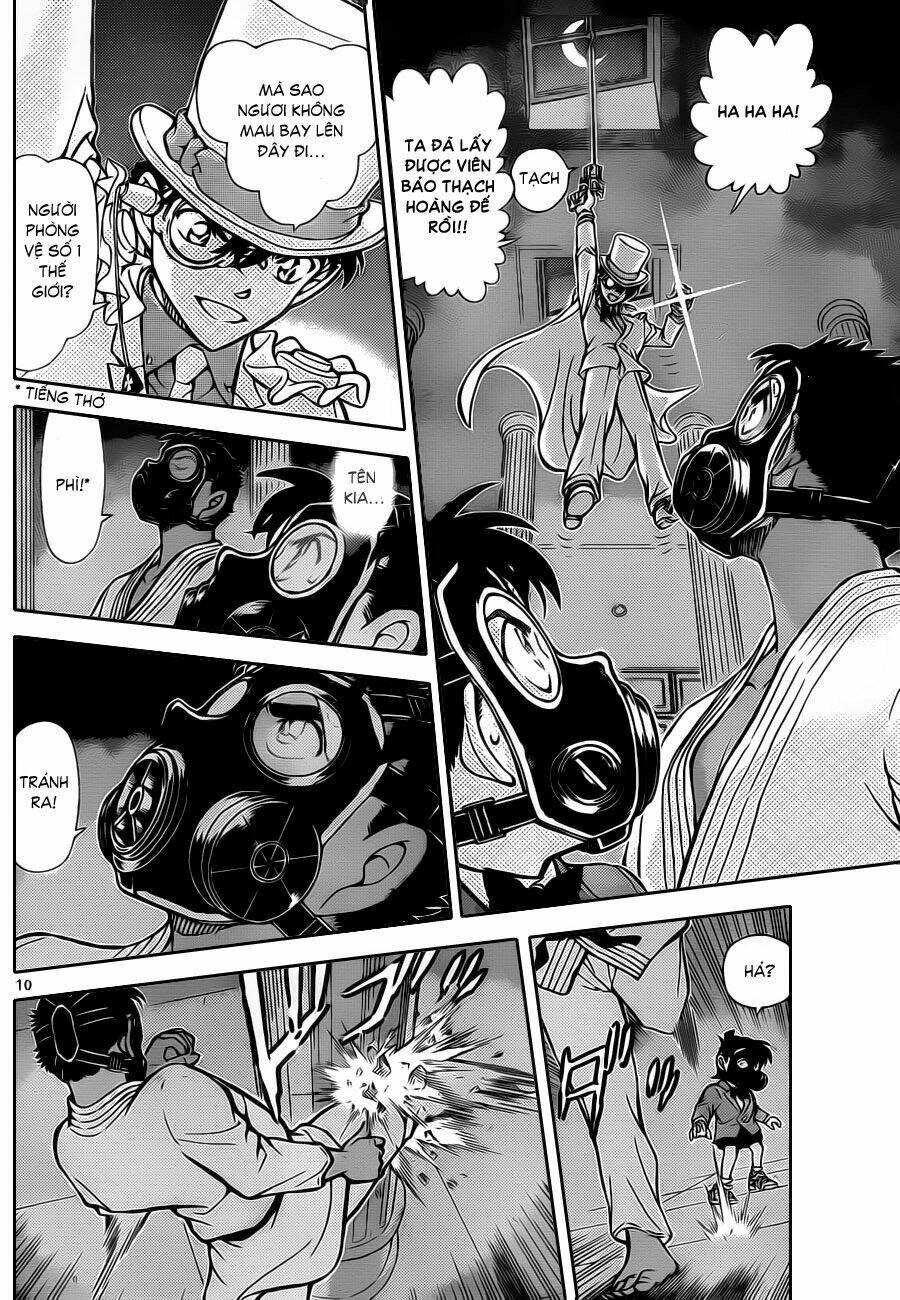 HA HA HA!
TA ĐÃ LẤY
ĐƯỢC VIÊN
BẢO THẠCH
HOÀNG ĐẾ
RỒI!!
TẠCH
MÀ SAO
NGƯƠI KHÔNG
MAU BAY LÊN
ĐÂY ĐI...
NGƯỜI
PHÒNG
VỆ SỐ 1
THẾ
GIỚI?
* TIẾNG THỞ
TÊN
KIA...
PHÌ!*
TRÁNH
RA!
HẢ?
10